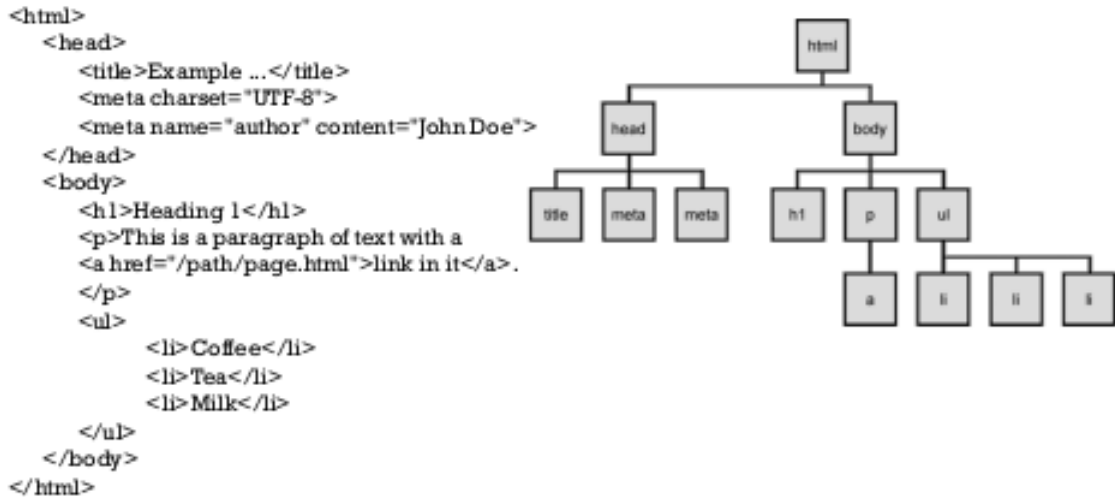 <html>
<head>
<title>Example ...</title>
<meta charset="UTF-8">
<meta name="author" content="John Doe">
</head>
<body>
<h1>Heading 1</h1>
<p>This is a paragraph of text with a
<a href="/path/page.html">link in it</a>.
</p>
<ul>
<li>Coffee</li>
<li>Tea</li>
<li>Milk</li>
</ul>
</body>
</html>
html
head body
title meta meta h1 p ul
a li li li